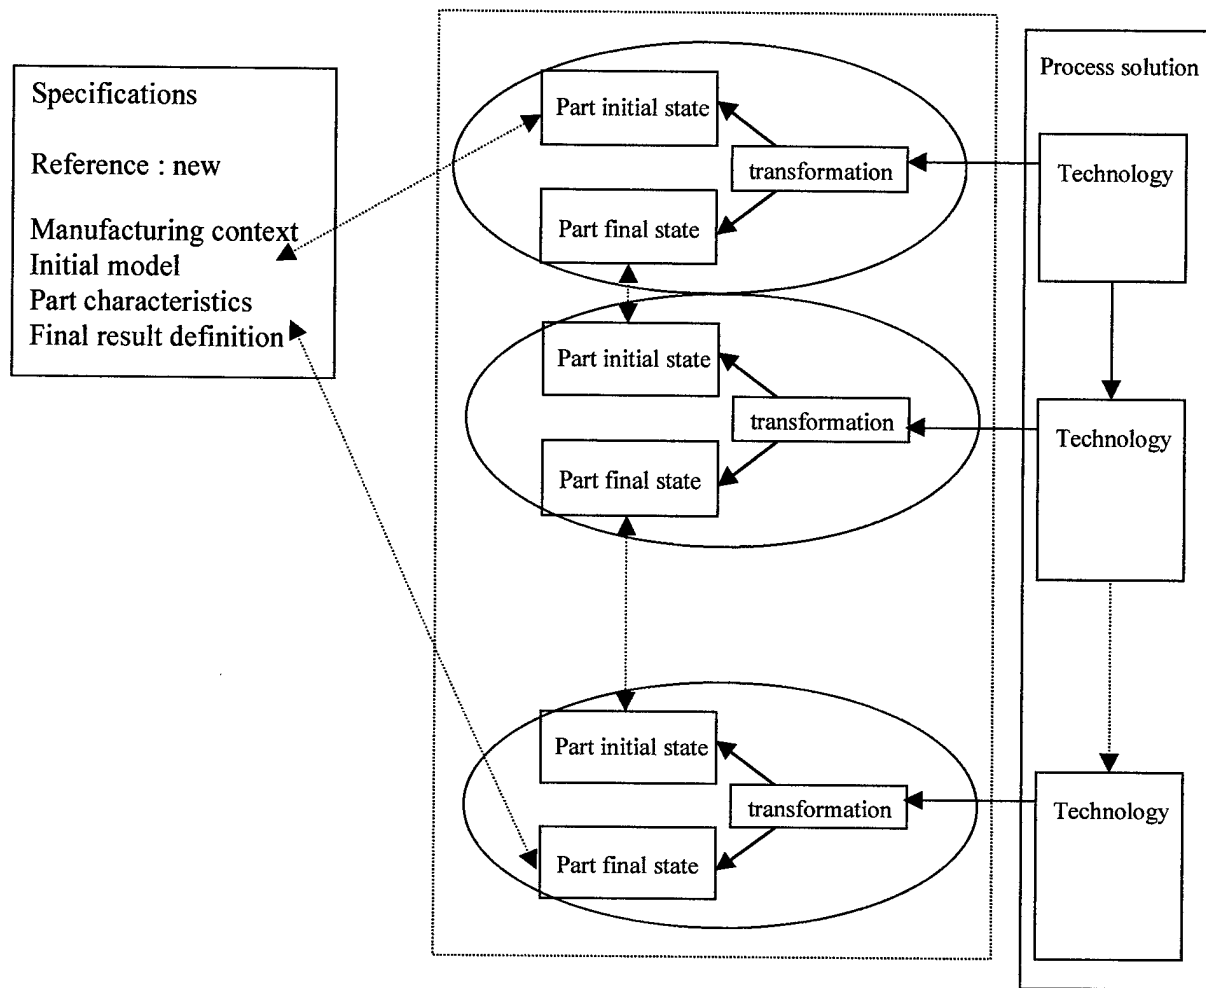 Specifications
Reference : new
Manufacturing context
Initial model
Part characteristics
Final result definition
Part initial state
transformation
Part final state
Part initial state
transformation
Part final state
Part initial state
transformation
Part final state
Process solution
Technology
Technology
Technology